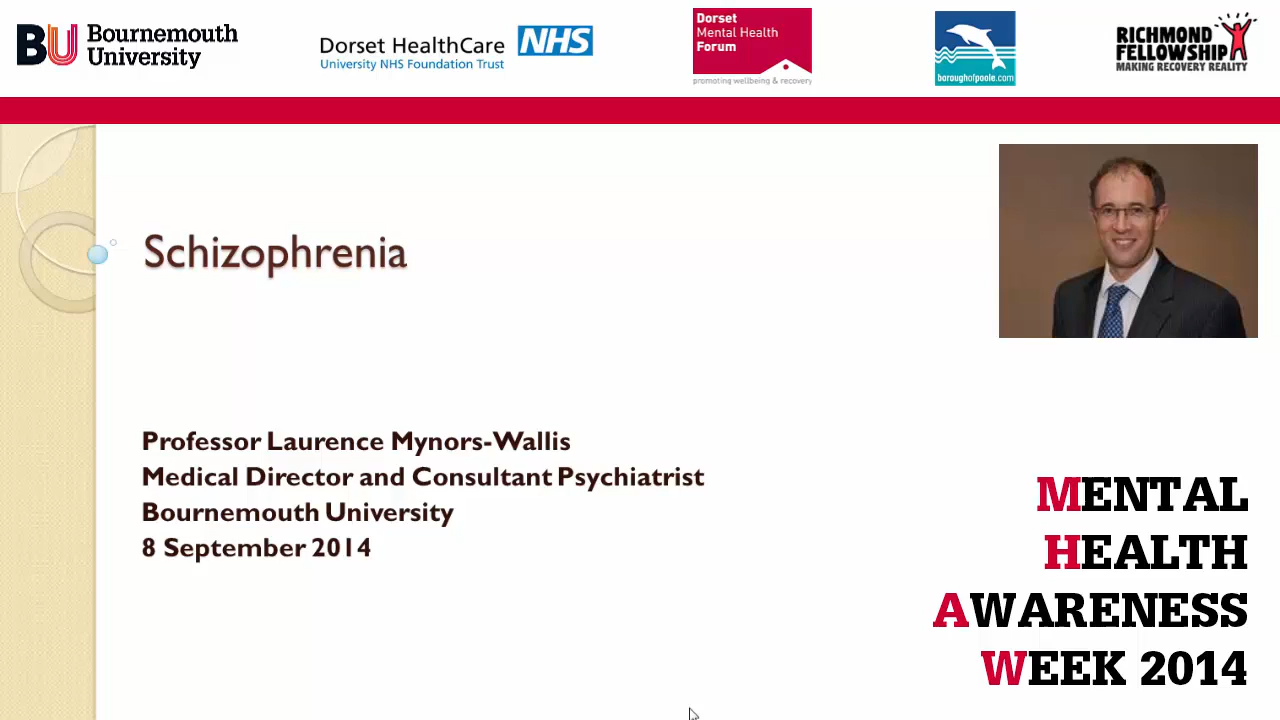 BU Bournemouth
University
Dorset HealthCare NHS
University NHS Foundation Trust
Dorset
Mental Health
Forum
promoting wellbeing & recovery
boroughofpoole.com
RICHMOND
FELLOWSHIP
MAKING RECOVERY REALITY
Schizophrenia
Professor Laurence Mynors-Wallis
Medical Director and Consultant Psychiatrist
Bournemouth University
8 September 2014
MENTAL
HEALTH
AWARENESS
WEEK 2014